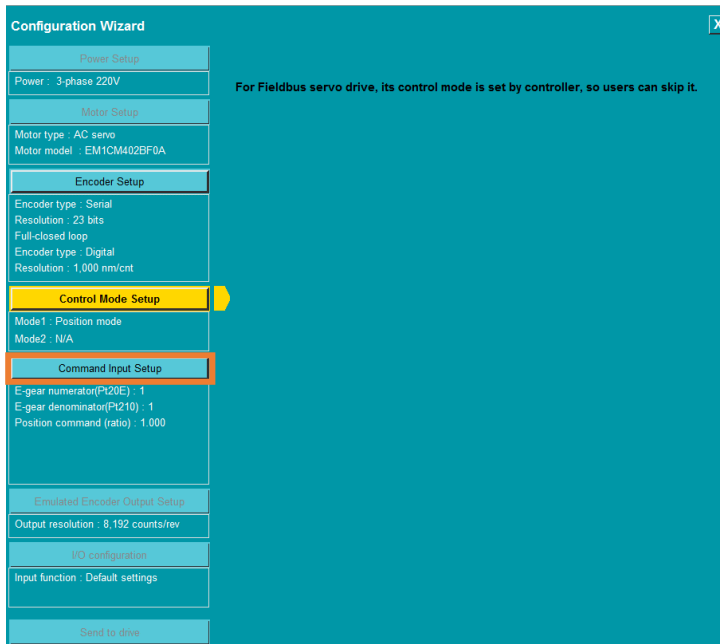 Configuration Wizard
X
Power Setup
Power : 3-phase 220V
For Fieldbus servo drive, its control mode is set by controller, so users can skip it.
Motor Setup
Motor type : AC servo
Motor model : EM1CM402BF0A
Encoder Setup
Encoder type : Serial
Resolution : 23 bits
Full-closed loop
Encoder type : Digital
Resolution : 1,000 nm/cnt
Control Mode Setup
Mode1 : Position mode
Mode2 : N/A
Command Input Setup
E-gear numerator(Pt20E) : 1
E-gear denominator(Pt210) : 1
Position command (ratio) : 1.000
Emulated Encoder Output Setup
Output resolution : 8,192 counts/rev
I/O configuration
Input function : Default settings
Send to drive